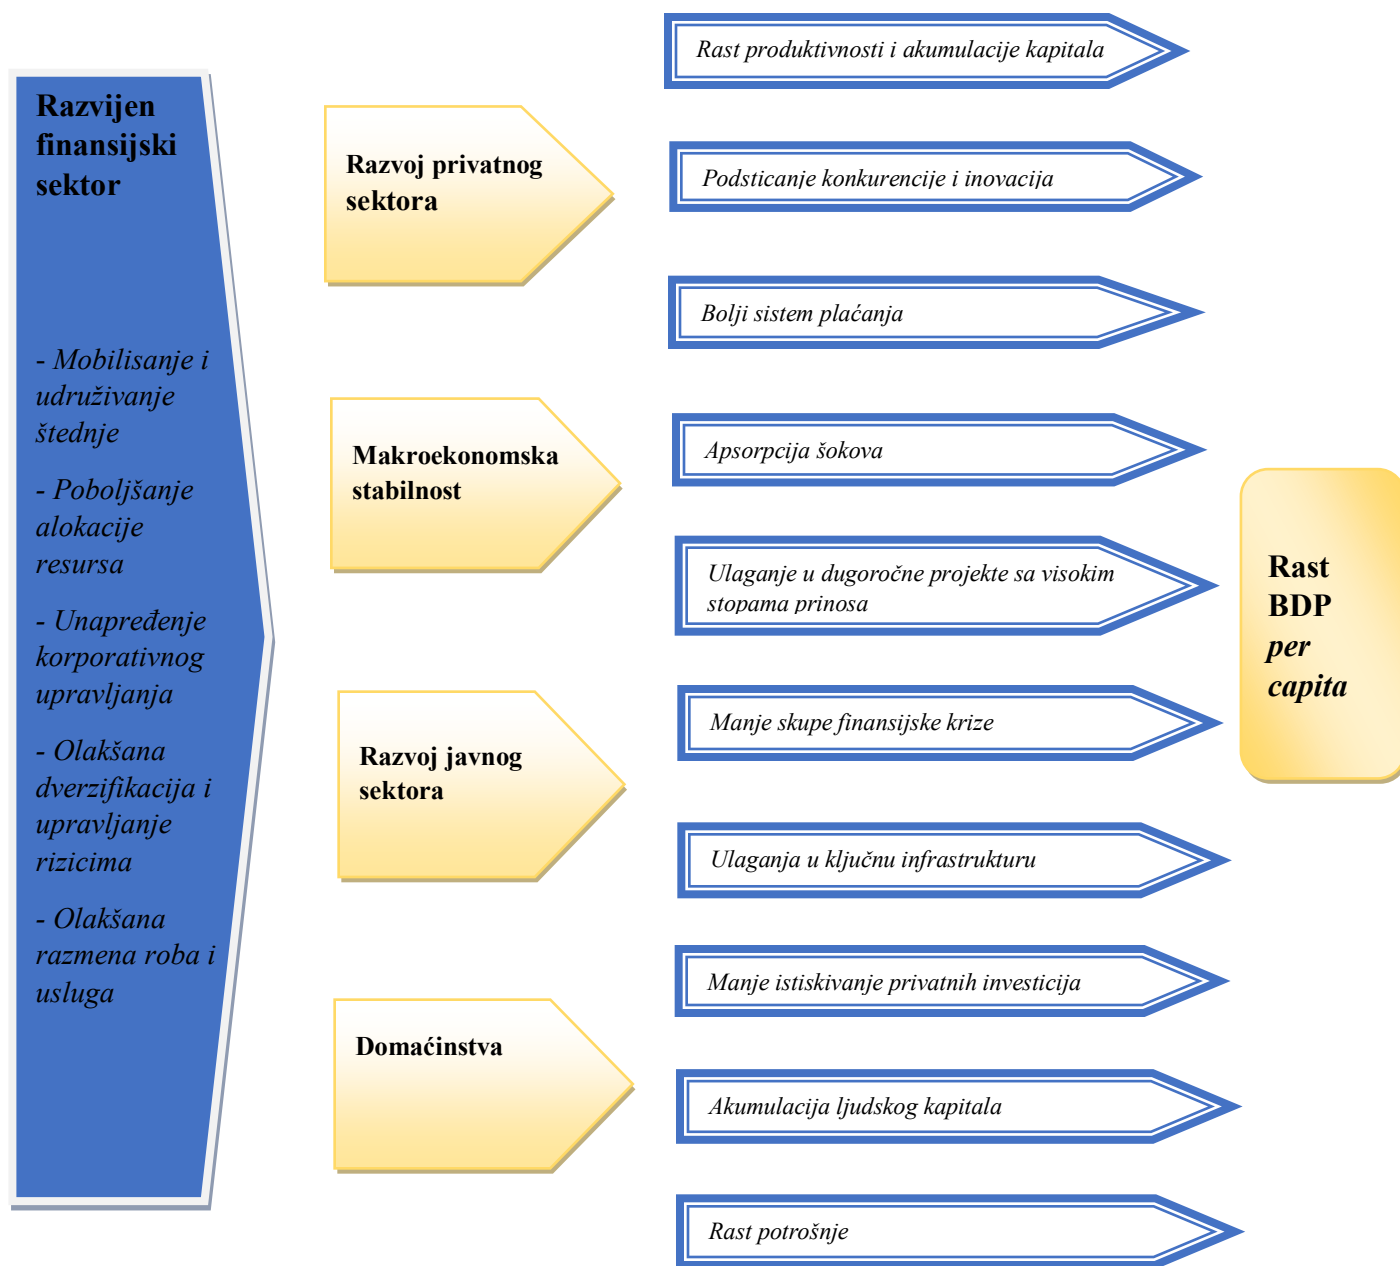 Razvijen
finansijski
sektor
- Mobilisanje i
udruživanje
štednje
- Poboljšanje
alokacije
resursa
- Unapređenje
korporativnog
upravljanja
- Olakšana
dverzifikacija i
upravljanje
rizicima
- Olakšana
razmena roba i
usluga
Razvoj privatnog
sektora
Makroekonomska
stabilnost
Razvoj javnog
sektora
Domaćinstva
Rast produktivnosti i akumulacije kapitala
Podsticanje konkurencije i inovacija
Bolji sistem plaćanja
Apsorpcija šokova
Ulaganje u dugoročne projekte sa visokim
stopama prinosa
Manje skupe finansijske krize
Ulaganja u ključnu infrastrukturu
Manje istiskivanje privatnih investicija
Akumulacija ljudskog kapitala
Rast potrošnje
Rast
BDP
per
capita